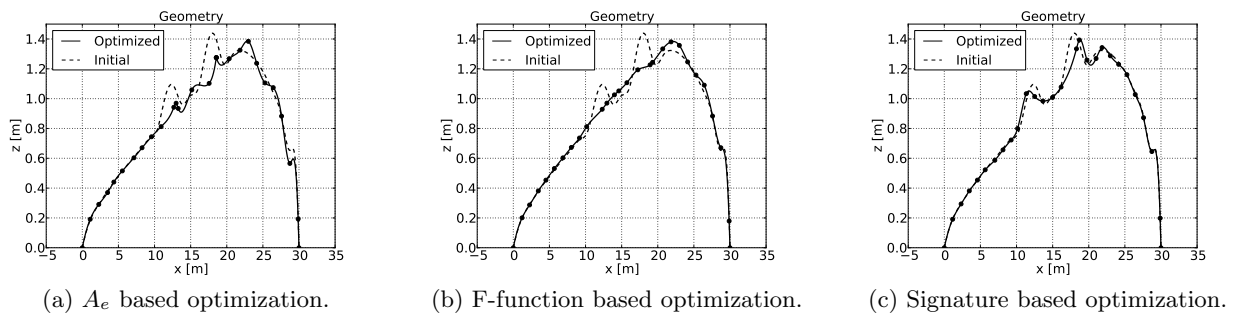 Geometry
Optimized
Initial
z [m]
1.4
1.2
1.0
0.8
0.6
0.4
0.2
0.0
−5 0 5 10 15 20 25 30 35
x [m]
(a) A_e based optimization.
Geometry
Optimized
Initial
z [m]
1.4
1.2
1.0
0.8
0.6
0.4
0.2
0.0
−5 0 5 10 15 20 25 30 35
x [m]
(b) F-function based optimization.
Geometry
Optimized
Initial
z [m]
1.4
1.2
1.0
0.8
0.6
0.4
0.2
0.0
−5 0 5 10 15 20 25 30 35
x [m]
(c) Signature based optimization.